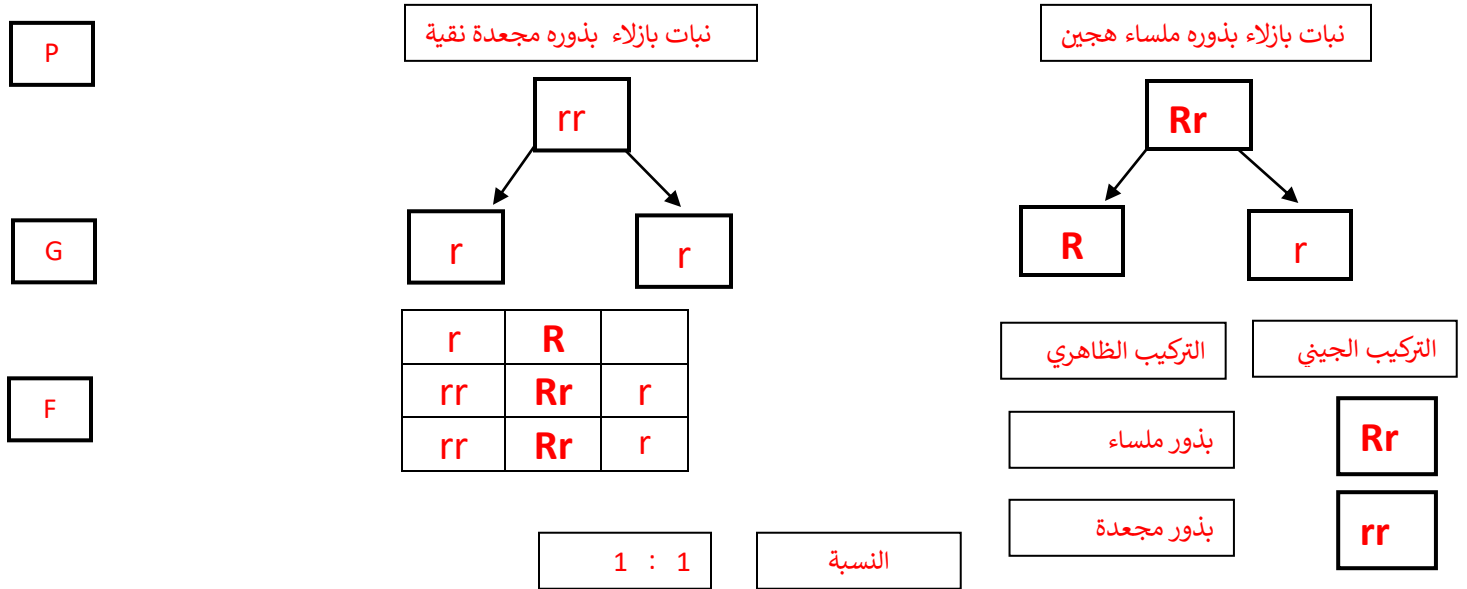 نبات بازلاء بذوره ملساء هجين
نبات بازلاء بذوره مجعدة نقية
P
Rr
rr
R r
r r
G
التركيب الجيني
التركيب الظاهري
r R
rr Rr r
rr Rr r
F
Rr
بذور ملساء
rr
بذور مجعدة
النسبة
1 : 1